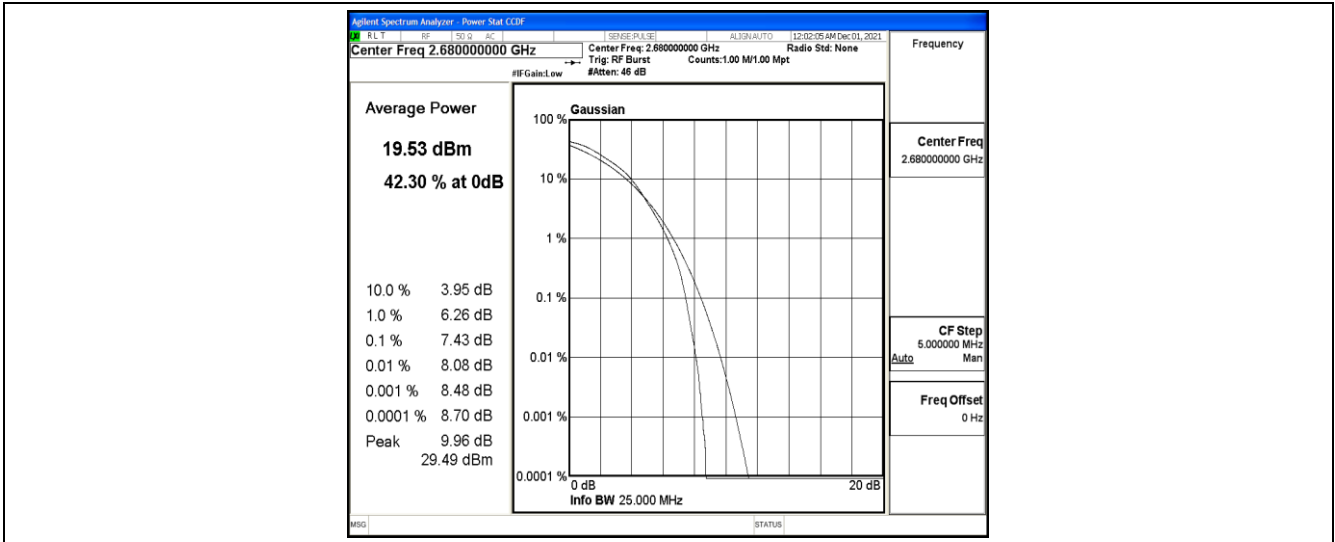 Agilent Spectrum Analyzer - Power Stat CCDF
LXI RLT RF 50 Ω AC SENSE:PULSE ALIGNAUTO 12:02:05 AM Dec 01, 2021
Center Freq 2.680000000 GHz
Center Freq: 2.680000000 GHz Radio Std: None
Trig: RF Burst Counts:1.00 M/1.00 Mpt
#IFGain:Low #Atten: 46 dB
Frequency
Average Power
19.53 dBm
42.30 % at 0dB
10.0 % 3.95 dB
1.0 % 6.26 dB
0.1 % 7.43 dB
0.01 % 8.08 dB
0.001 % 8.48 dB
0.0001 % 8.70 dB
Peak 9.96 dB
29.49 dBm
Gaussian
100 %
10 %
1 %
0.1 %
0.01 %
0.001 %
0.0001 %
0 dB 20 dB
Info BW 25.000 MHz
Center Freq
2.680000000 GHz
CF Step
5.000000 MHz
Auto Man
Freq Offset
0 Hz
MSG STATUS